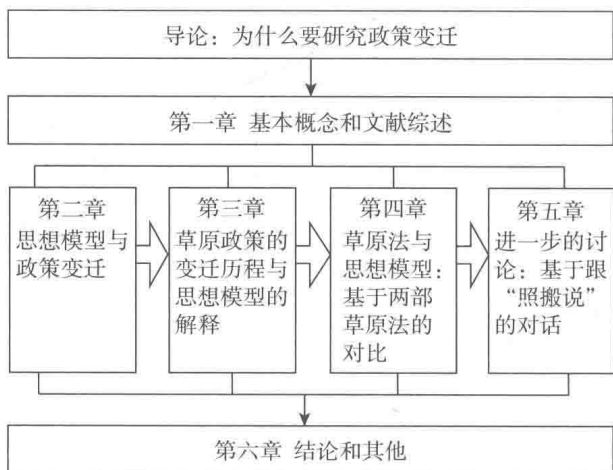 导论：为什么要研究政策变迁
第一章 基本概念和文献综述
第二章
思想模型与
政策变迁
第三章
草原政策的
变迁历程与
思想模型的
解释
第四章
草原法与
思想模型：
基于两部
草原法的
对比
第五章
进一步的讨
论：基于跟
“照搬说”
的对话
第六章 结论和其他